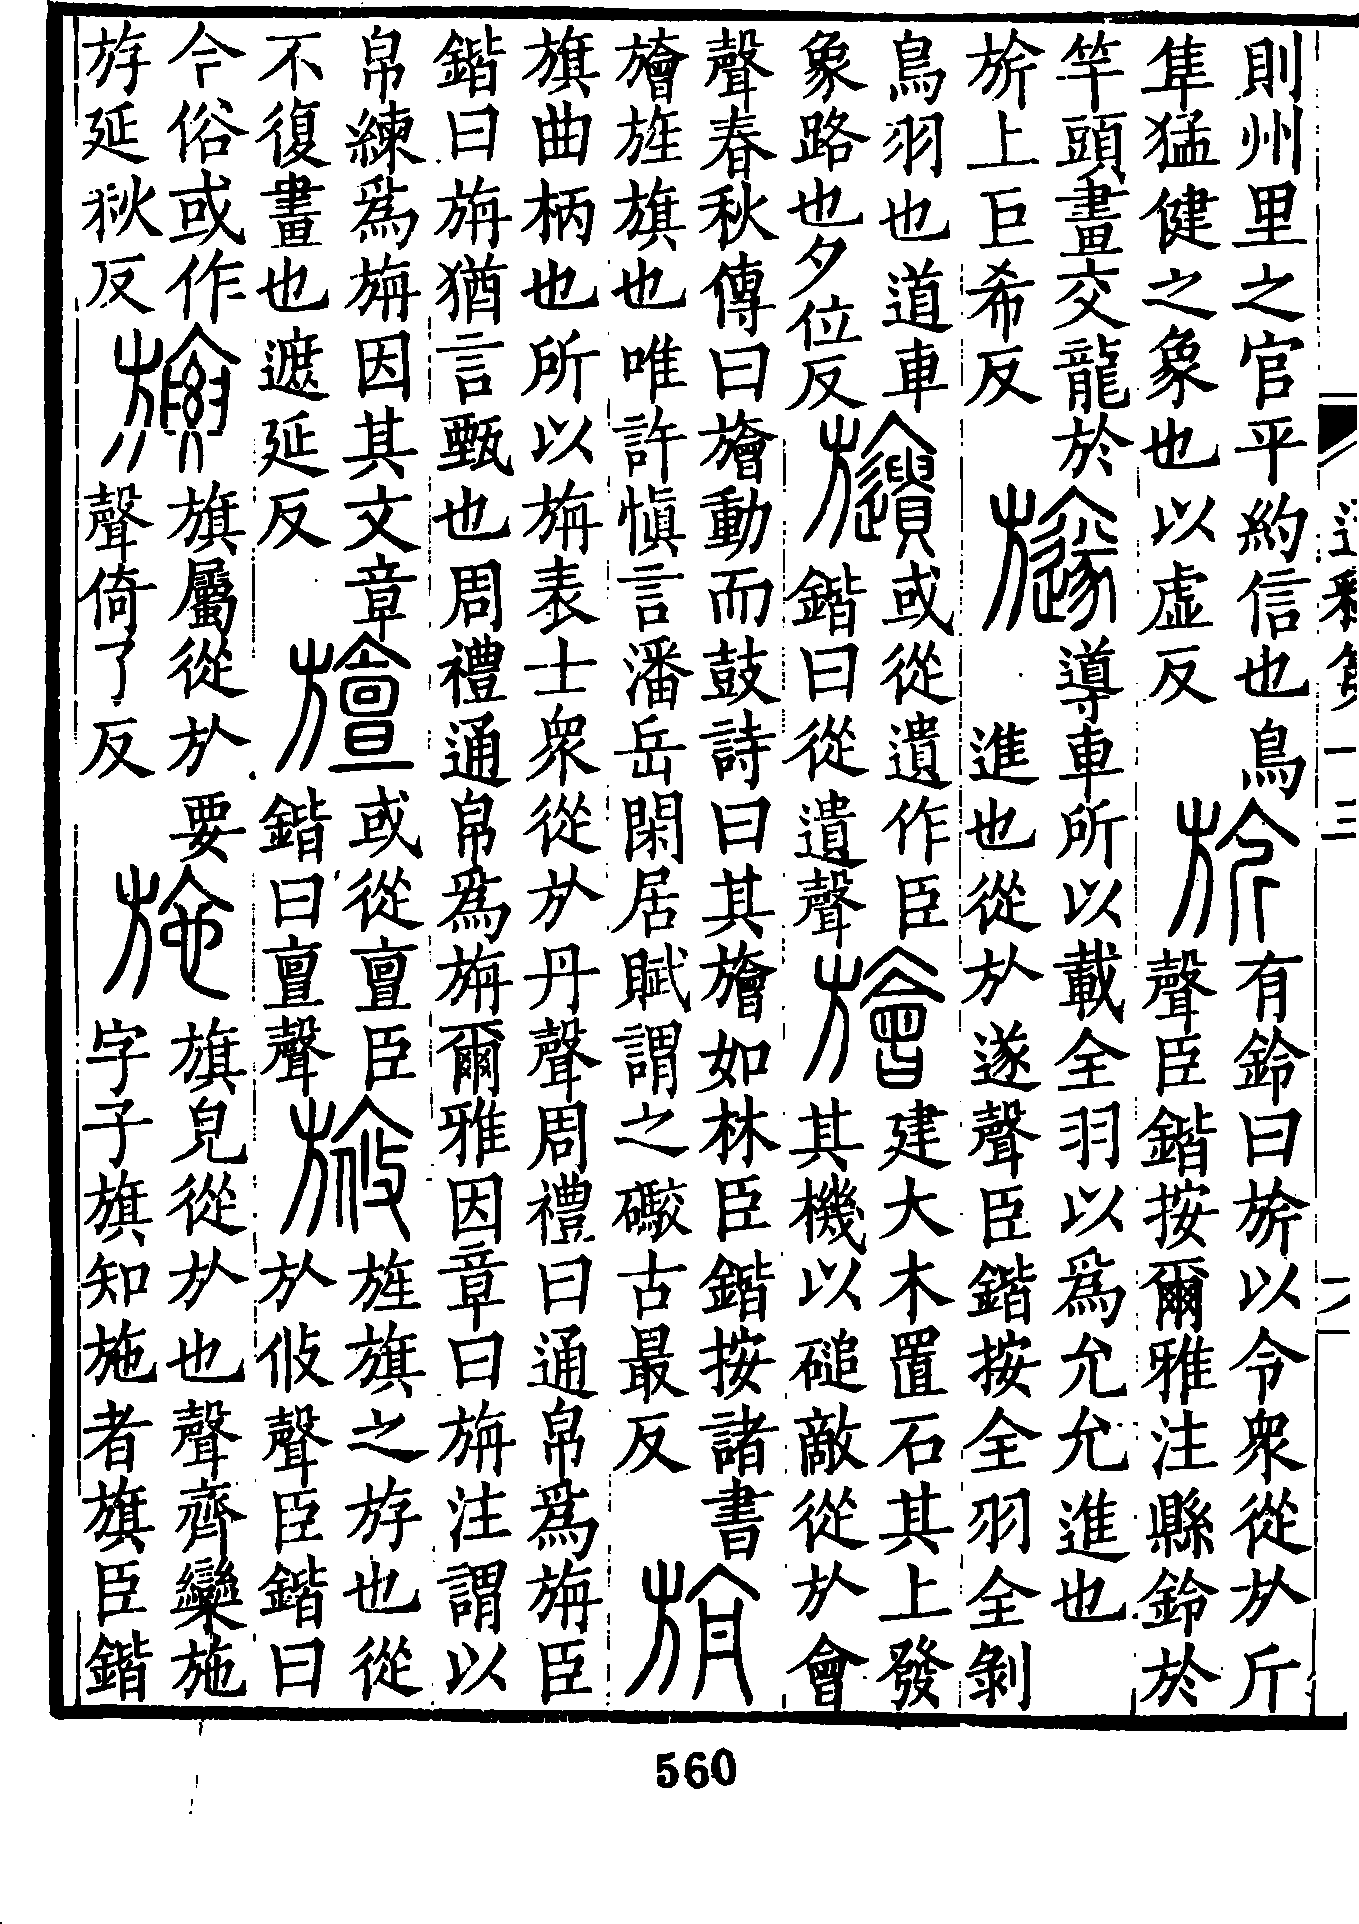 則州里之官平約信也鳥
隼猛健之象也以虛反
旂
有鈴曰旂以令衆從㫃斤
聲臣鍇按爾雅注縣鈴於
竿頭畫交龍於
旂上巨希反
旞
導車所以載全羽以爲允允進也
進也從㫃遂聲臣鍇按全羽全剝
鳥羽也道車
象路也夕位反
𣄚
或從遺作臣
鍇曰從遺聲
旝
建大木置石其上發
其機以磓敵從㫃會
聲春秋傳曰旝動而鼓詩曰其旝如林臣鍇按諸書
旝旌旗也唯許慎言潘岳閑居賦謂之礮古最反
旃
旗曲柄也所以旃表士衆從㫃丹聲周禮曰通帛爲旃臣
鍇曰旃猶言甄也周禮通帛爲旃爾雅因章曰旃注謂以
帛練爲旃因其文章
不復畫也遮延反
旜
或從亶臣
鍇曰亶聲
㫍
旌旗之斿也從
㫃攸聲臣鍇曰
今俗或作
斿延狄反
㫏
旗屬從㫃要
聲倚了反
施
旗皃從㫃也聲齊欒施
字子旗知施者旗臣鍇
560